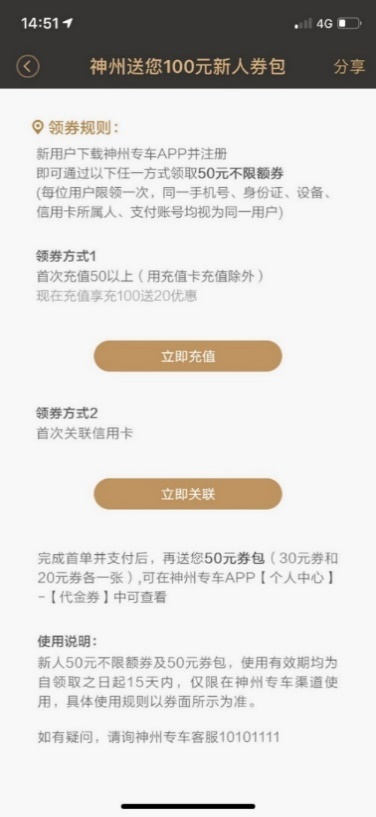 14:51
4G
神州送您100元新人券包
分享
领券规则：
新用户下载神州专车APP并注册
即可通过以下任一方式领取50元不限额券
(每位用户限领一次，同一手机号、身份证、设备、
信用卡所属人、支付账号均视为同一用户)
领券方式1
首次充值50以上（用充值卡充值除外）
现在充值享充100送20优惠
立即充值
领券方式2
首次关联信用卡
立即关联
完成首单并支付后，再送您50元券包（30元券和
20元券各一张）,可在神州专车APP【个人中心】
-【代金券】中可查看
使用说明：
新人50元不限额券及50元券包，使用有效期均为
自领取之日起15天内，仅限在神州专车渠道使
用，具体使用规则以券面所示为准。
如有疑问，请询神州专车客服10101111